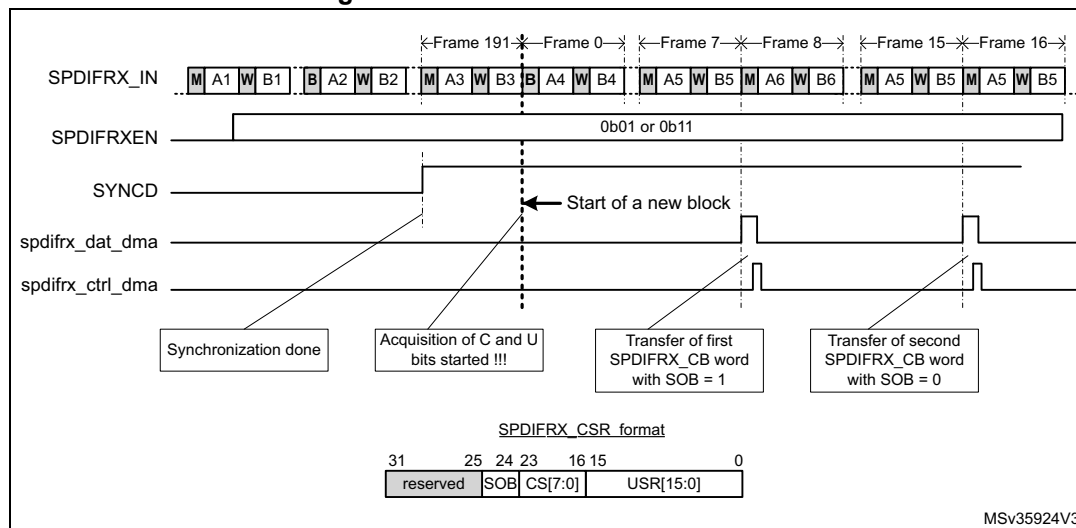 Frame 191 Frame 0 Frame 7 Frame 8 Frame 15 Frame 16
SPDIFRX_IN M A1 W B1 B A2 W B2 M A3 W B3 B A4 W B4 M A5 W B5 M A6 W B6 M A5 W B5 M A5 W B5
SPDIFRXEN 0b01 or 0b11
SYNCD
Start of a new block
spdifrx_dat_dma
spdifrx_ctrl_dma
Synchronization done
Acquisition of C and U
bits started !!!
Transfer of first
SPDIFRX_CB word
with SOB = 1
Transfer of second
SPDIFRX_CB word
with SOB = 0
SPDIFRX_CSR format
31 25 24 23 16 15 0
reserved SOB CS[7:0] USR[15:0]
MSv35924V3